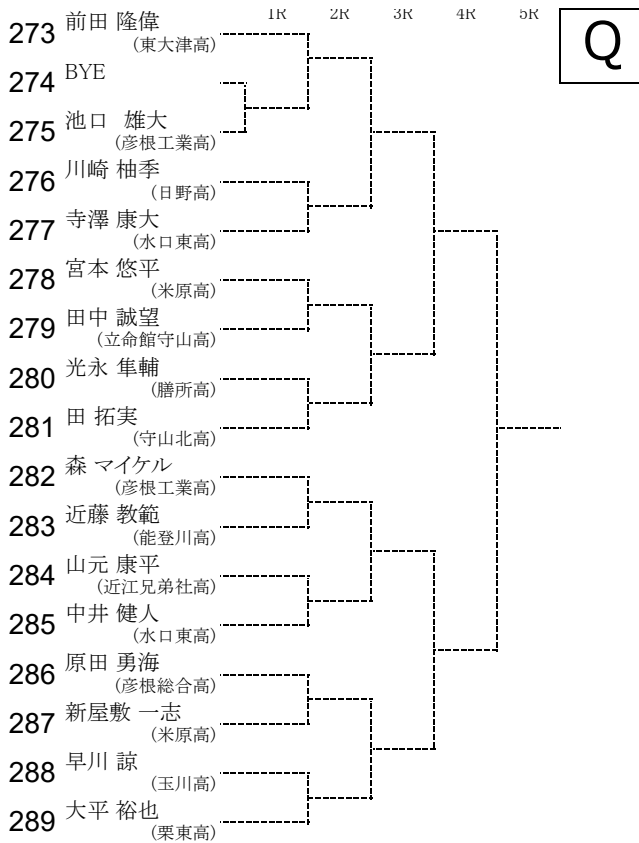 1R 2R 3R 4R 5R
Q
273 前田 隆偉
(東大津高)
274 BYE
275 池口 雄大
(彦根工業高)
276 川崎 柚季
(日野高)
277 寺澤 康大
(水口東高)
278 宮本 悠平
(米原高)
279 田中 誠望
(立命館守山高)
280 光永 隼輔
(膳所高)
281 田 拓実
(守山北高)
282 森 マイケル
(彦根工業高)
283 近藤 教範
(能登川高)
284 山元 康平
(近江兄弟社高)
285 中井 健人
(水口東高)
286 原田 勇海
(彦根総合高)
287 新屋敷 一志
(米原高)
288 早川 諒
(玉川高)
289 大平 裕也
(栗東高)